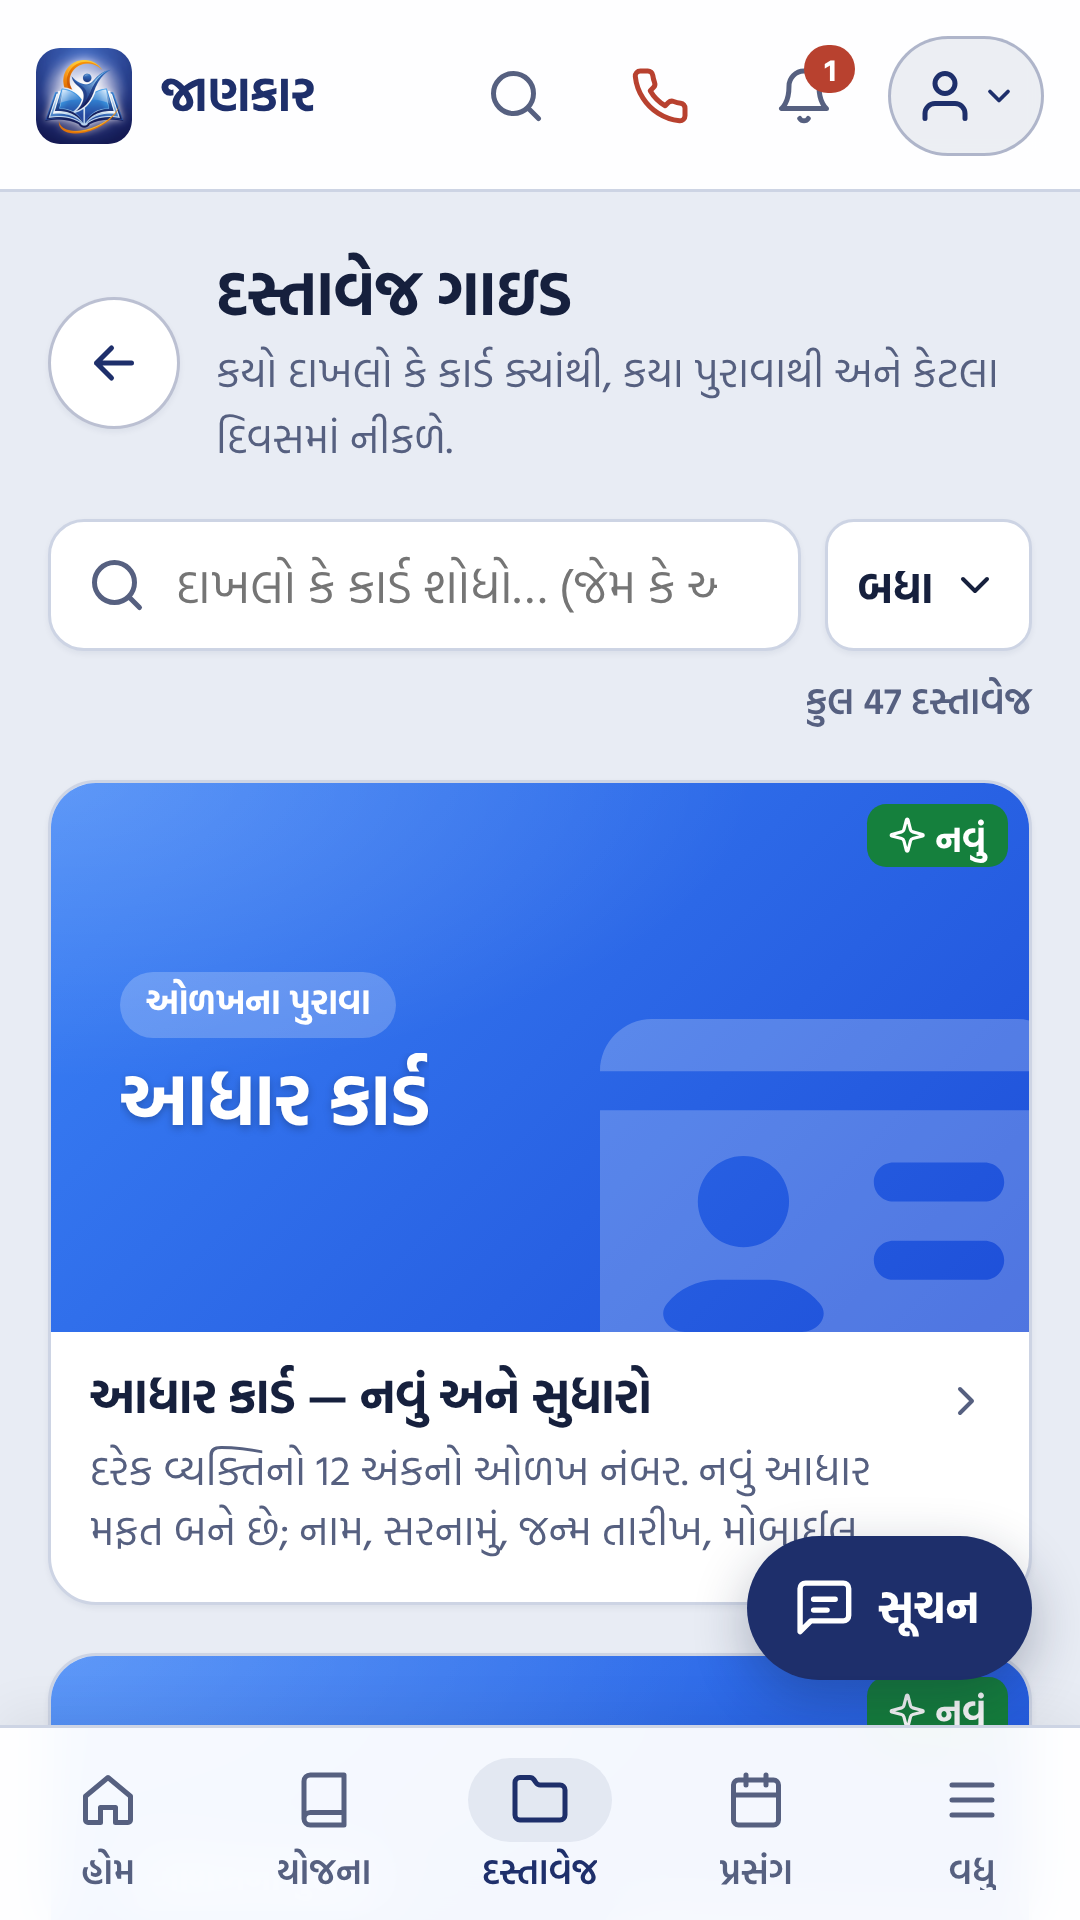 જાણકાર
1
દસ્તાવેજ ગાઇડ
કયો દાખલો કે કાર્ડ ક્યાંથી, કયા પુરાવાથી અને કેટલા
દિવસમાં નીકળે.
દાખલો કે કાર્ડ શોધો... (જેમ કે
બધા
કુલ 47 દસ્તાવેજ
નવું
ઓળખના પુરાવા
આધાર કાર્ડ
આધાર કાર્ડ — નવું અને સુધારો
દરેક વ્યક્તિનો 12 અંકનો ઓળખ નંબર. નવું આધાર
મફત બને છે; નામ, સરનામું, જન્મ તારીખ, મોબાઈલ
સૂચન
નવું
હોમ
યોજના
દસ્તાવેજ
પ્રસંગ
વધુ